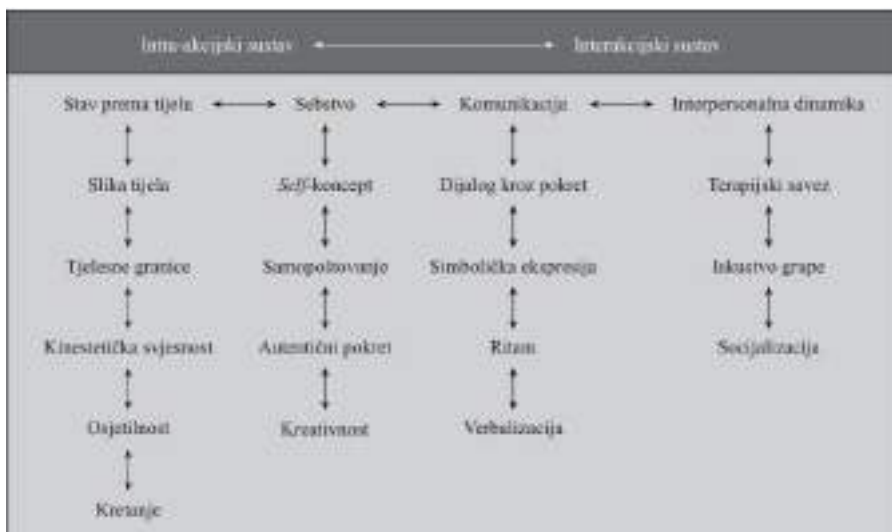 Intra-akcijski sustav Interakcijski sustav
Stav prema tijelu Sebstvo Komunikacija Interpersonalna dinamika
Slika tijela Self-koncept Dijalog kroz pokret Terapijski savez
Tjelesne granice Samopoštovanje Simbolička ekspresija Iskustvo grupe
Kinestetička svjesnost Autentični pokret Ritam Socijalizacija
Osjetilnost Kreativnost Verbalizacija
Kretanje